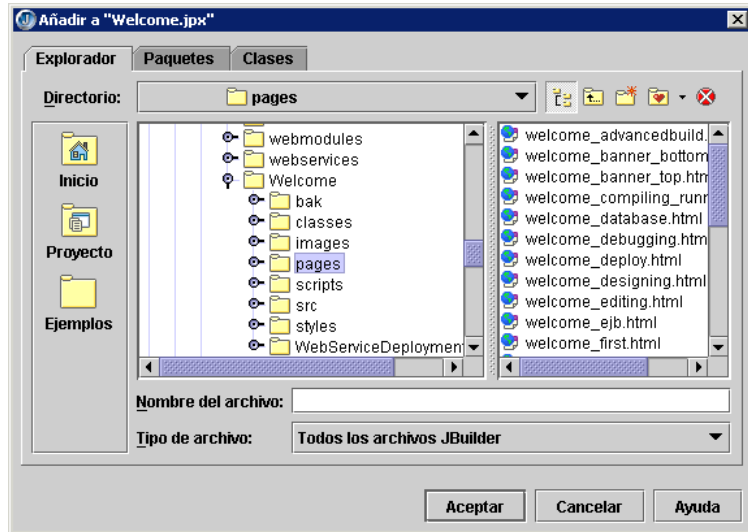 Añadir a "Welcome.jpx"
Explorador Paquetes Clases
Directorio: pages
Inicio
Proyecto
Ejemplos
webmodules
webservices
Welcome
bak
classes
images
pages
scripts
src
styles
WebServiceDeploymen
welcome_advancedbuild.
welcome_banner_bottom
welcome_banner_top.htm
welcome_compiling_runn
welcome_database.html
welcome_debugging.htm
welcome_deploy.html
welcome_designing.html
welcome_editing.html
welcome_ejb.html
welcome_first.html
Nombre del archivo:
Tipo de archivo: Todos los archivos JBuilder
Aceptar Cancelar Ayuda